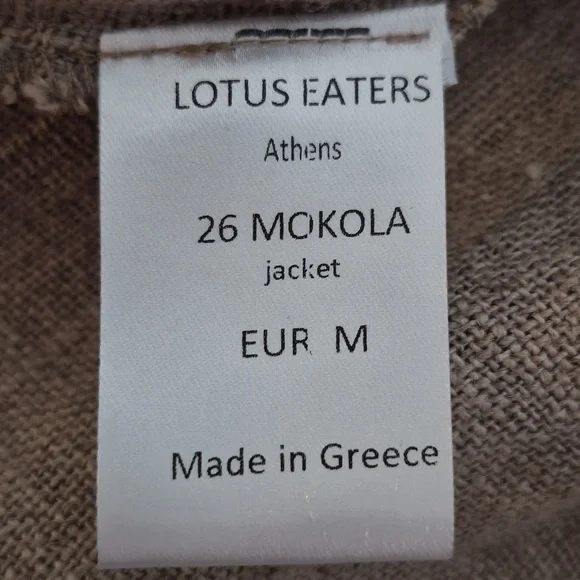 LOTUS EATERS
Athens
26 MOKOLA
jacket
EUR M
Made in Greece